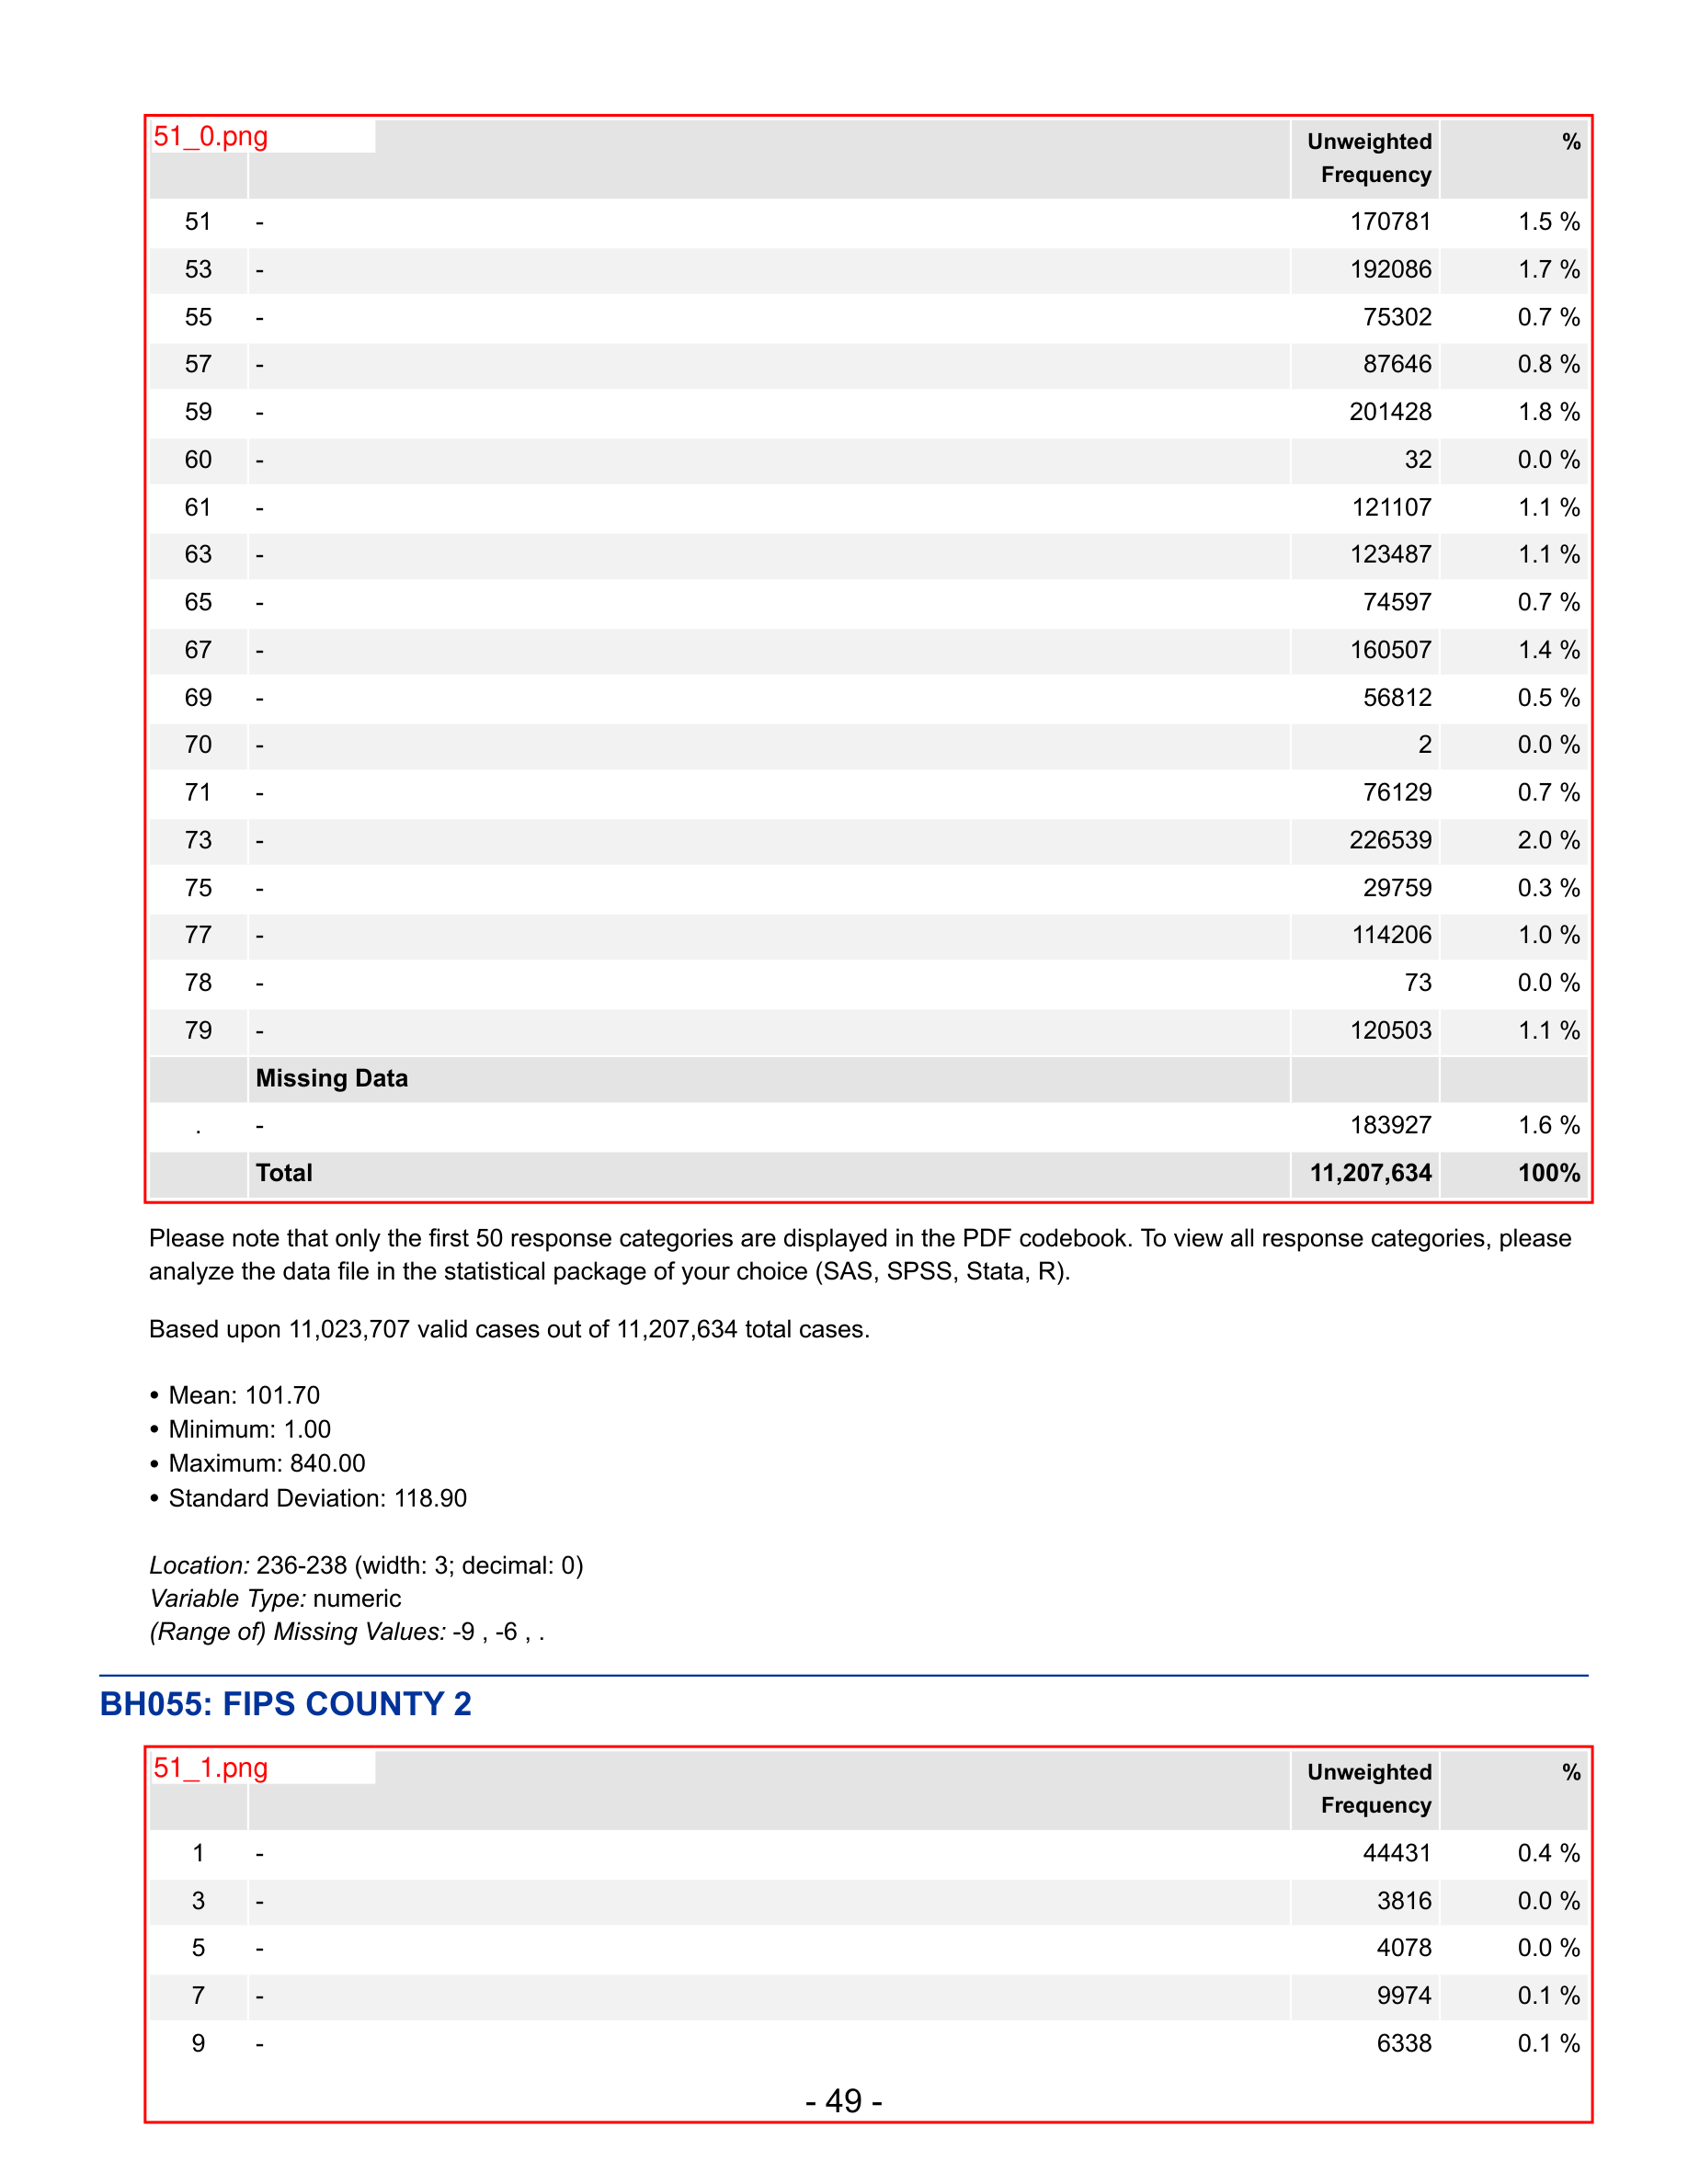 51_0.png
Unweighted Frequency %
51 - 170781 1.5 %
53 - 192086 1.7 %
55 - 75302 0.7 %
57 - 87646 0.8 %
59 - 201428 1.8 %
60 - 32 0.0 %
61 - 121107 1.1 %
63 - 123487 1.1 %
65 - 74597 0.7 %
67 - 160507 1.4 %
69 - 56812 0.5 %
70 - 2 0.0 %
71 - 76129 0.7 %
73 - 226539 2.0 %
75 - 29759 0.3 %
77 - 114206 1.0 %
78 - 73 0.0 %
79 - 120503 1.1 %
Missing Data
. - 183927 1.6 %
Total 11,207,634 100%
Please note that only the first 50 response categories are displayed in the PDF codebook. To view all response categories, please
analyze the data file in the statistical package of your choice (SAS, SPSS, Stata, R).
Based upon 11,023,707 valid cases out of 11,207,634 total cases.
• Mean: 101.70
• Minimum: 1.00
• Maximum: 840.00
• Standard Deviation: 118.90
Location: 236-238 (width: 3; decimal: 0)
Variable Type: numeric
(Range of) Missing Values: -9 , -6 , .
BH055: FIPS COUNTY 2
51_1.png
Unweighted Frequency %
1 - 44431 0.4 %
3 - 3816 0.0 %
5 - 4078 0.0 %
7 - 9974 0.1 %
9 - 6338 0.1 %
- 49 -